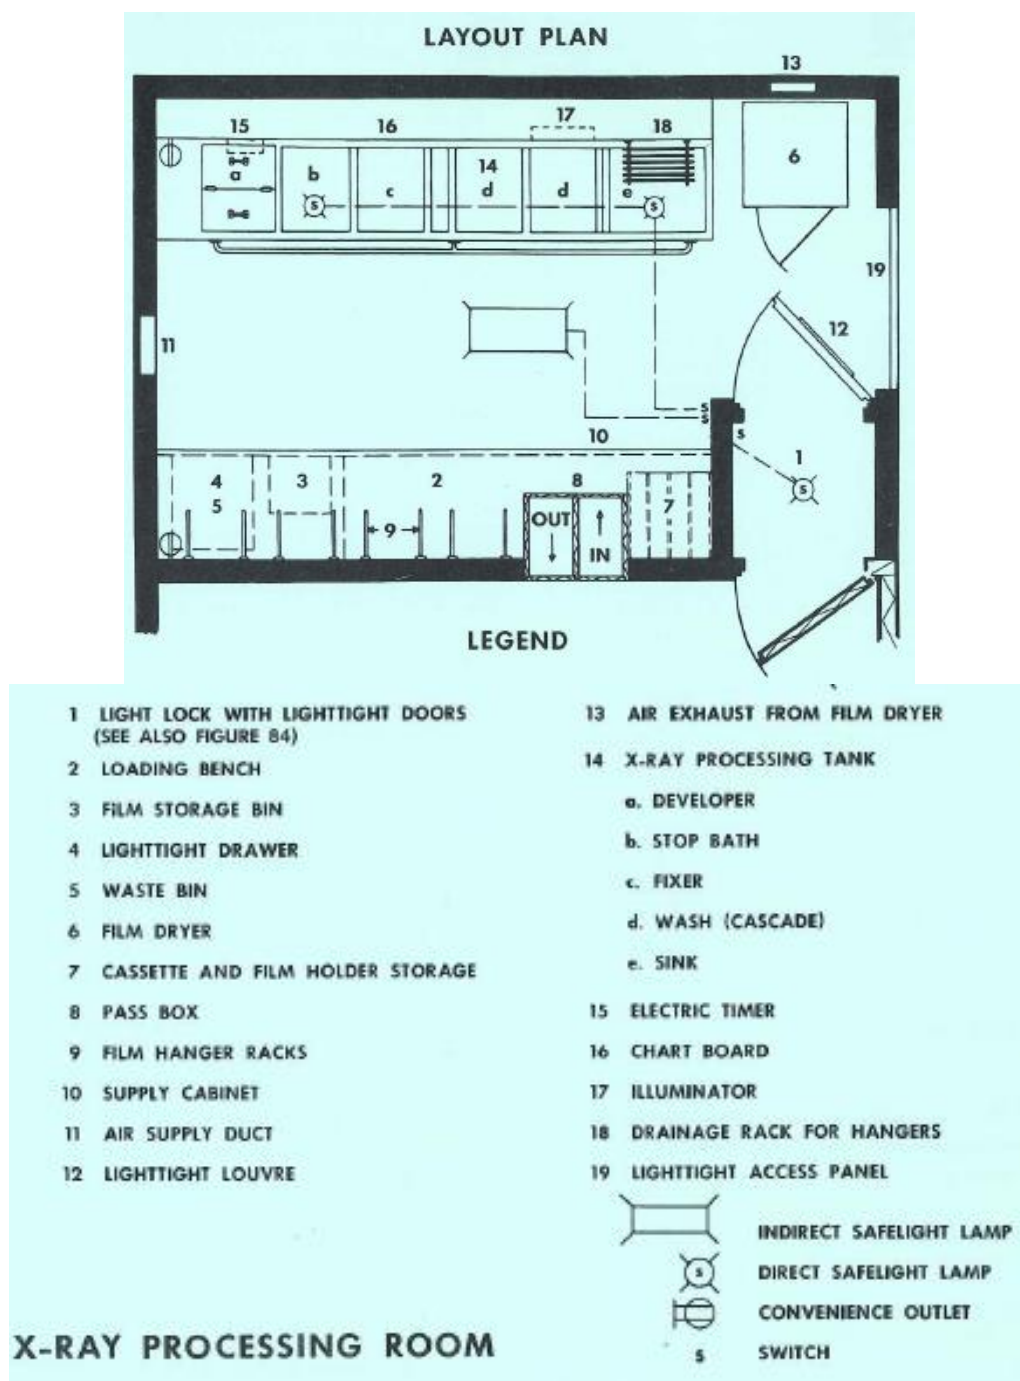 LAYOUT PLAN
13
15
16
17
18
a
b
c
14
d
d
e
6
S
S
19
12
11
S
S
S
10
1
S
4
5
3
2
8
7
9
OUT
IN
LEGEND
1 LIGHT LOCK WITH LIGHTTIGHT DOORS
(SEE ALSO FIGURE 84)
2 LOADING BENCH
3 FILM STORAGE BIN
4 LIGHTTIGHT DRAWER
5 WASTE BIN
6 FILM DRYER
7 CASSETTE AND FILM HOLDER STORAGE
8 PASS BOX
9 FILM HANGER RACKS
10 SUPPLY CABINET
11 AIR SUPPLY DUCT
12 LIGHTTIGHT LOUVRE
13 AIR EXHAUST FROM FILM DRYER
14 X-RAY PROCESSING TANK
a. DEVELOPER
b. STOP BATH
c. FIXER
d. WASH (CASCADE)
e. SINK
15 ELECTRIC TIMER
16 CHART BOARD
17 ILLUMINATOR
18 DRAINAGE RACK FOR HANGERS
19 LIGHTTIGHT ACCESS PANEL
INDIRECT SAFELIGHT LAMP
S DIRECT SAFELIGHT LAMP
CONVENIENCE OUTLET
S SWITCH
X-RAY PROCESSING ROOM